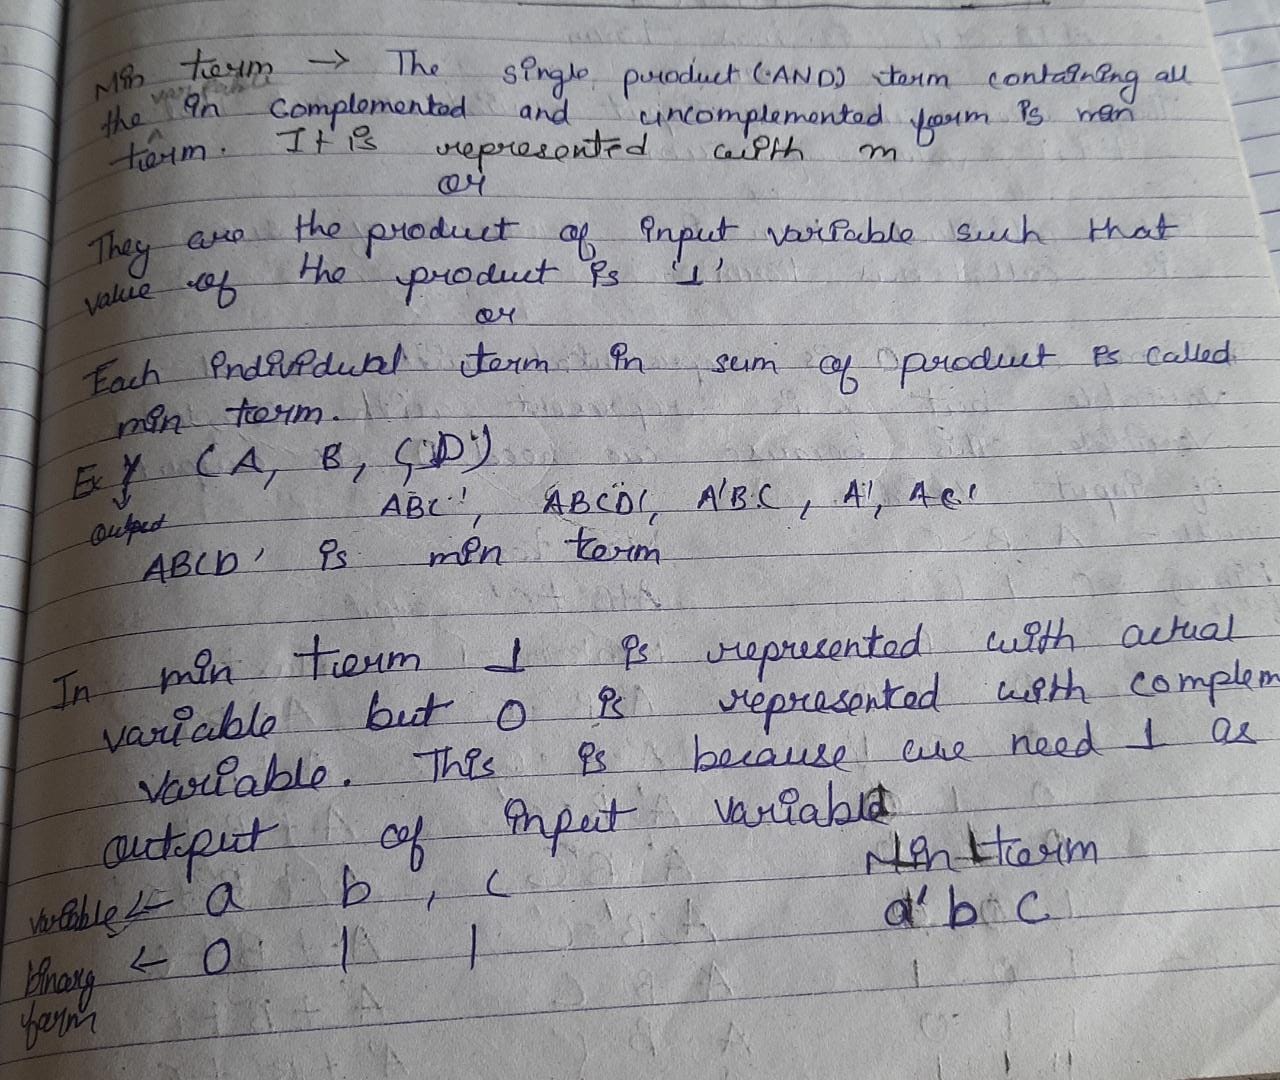 Min term → The single product (AND) term containing all
variable
the in complemented and uncomplemented form is men
term. It is represented with m
or
They are the product of input variable such that
value of the product is '1'
or
Each individual term in sum of product is called
min term.
Ex Y (A, B, C, D)
output
ABC', ABCD', A'BC, A', AC'
ABCD' is min term
In min term 1 is represented with actual
variable but 0 is represented with complem
variable. This is because we need 1 as
output of input variable
Min term
variable ← a b , c
a' b c
binary ← 0 1 1
form